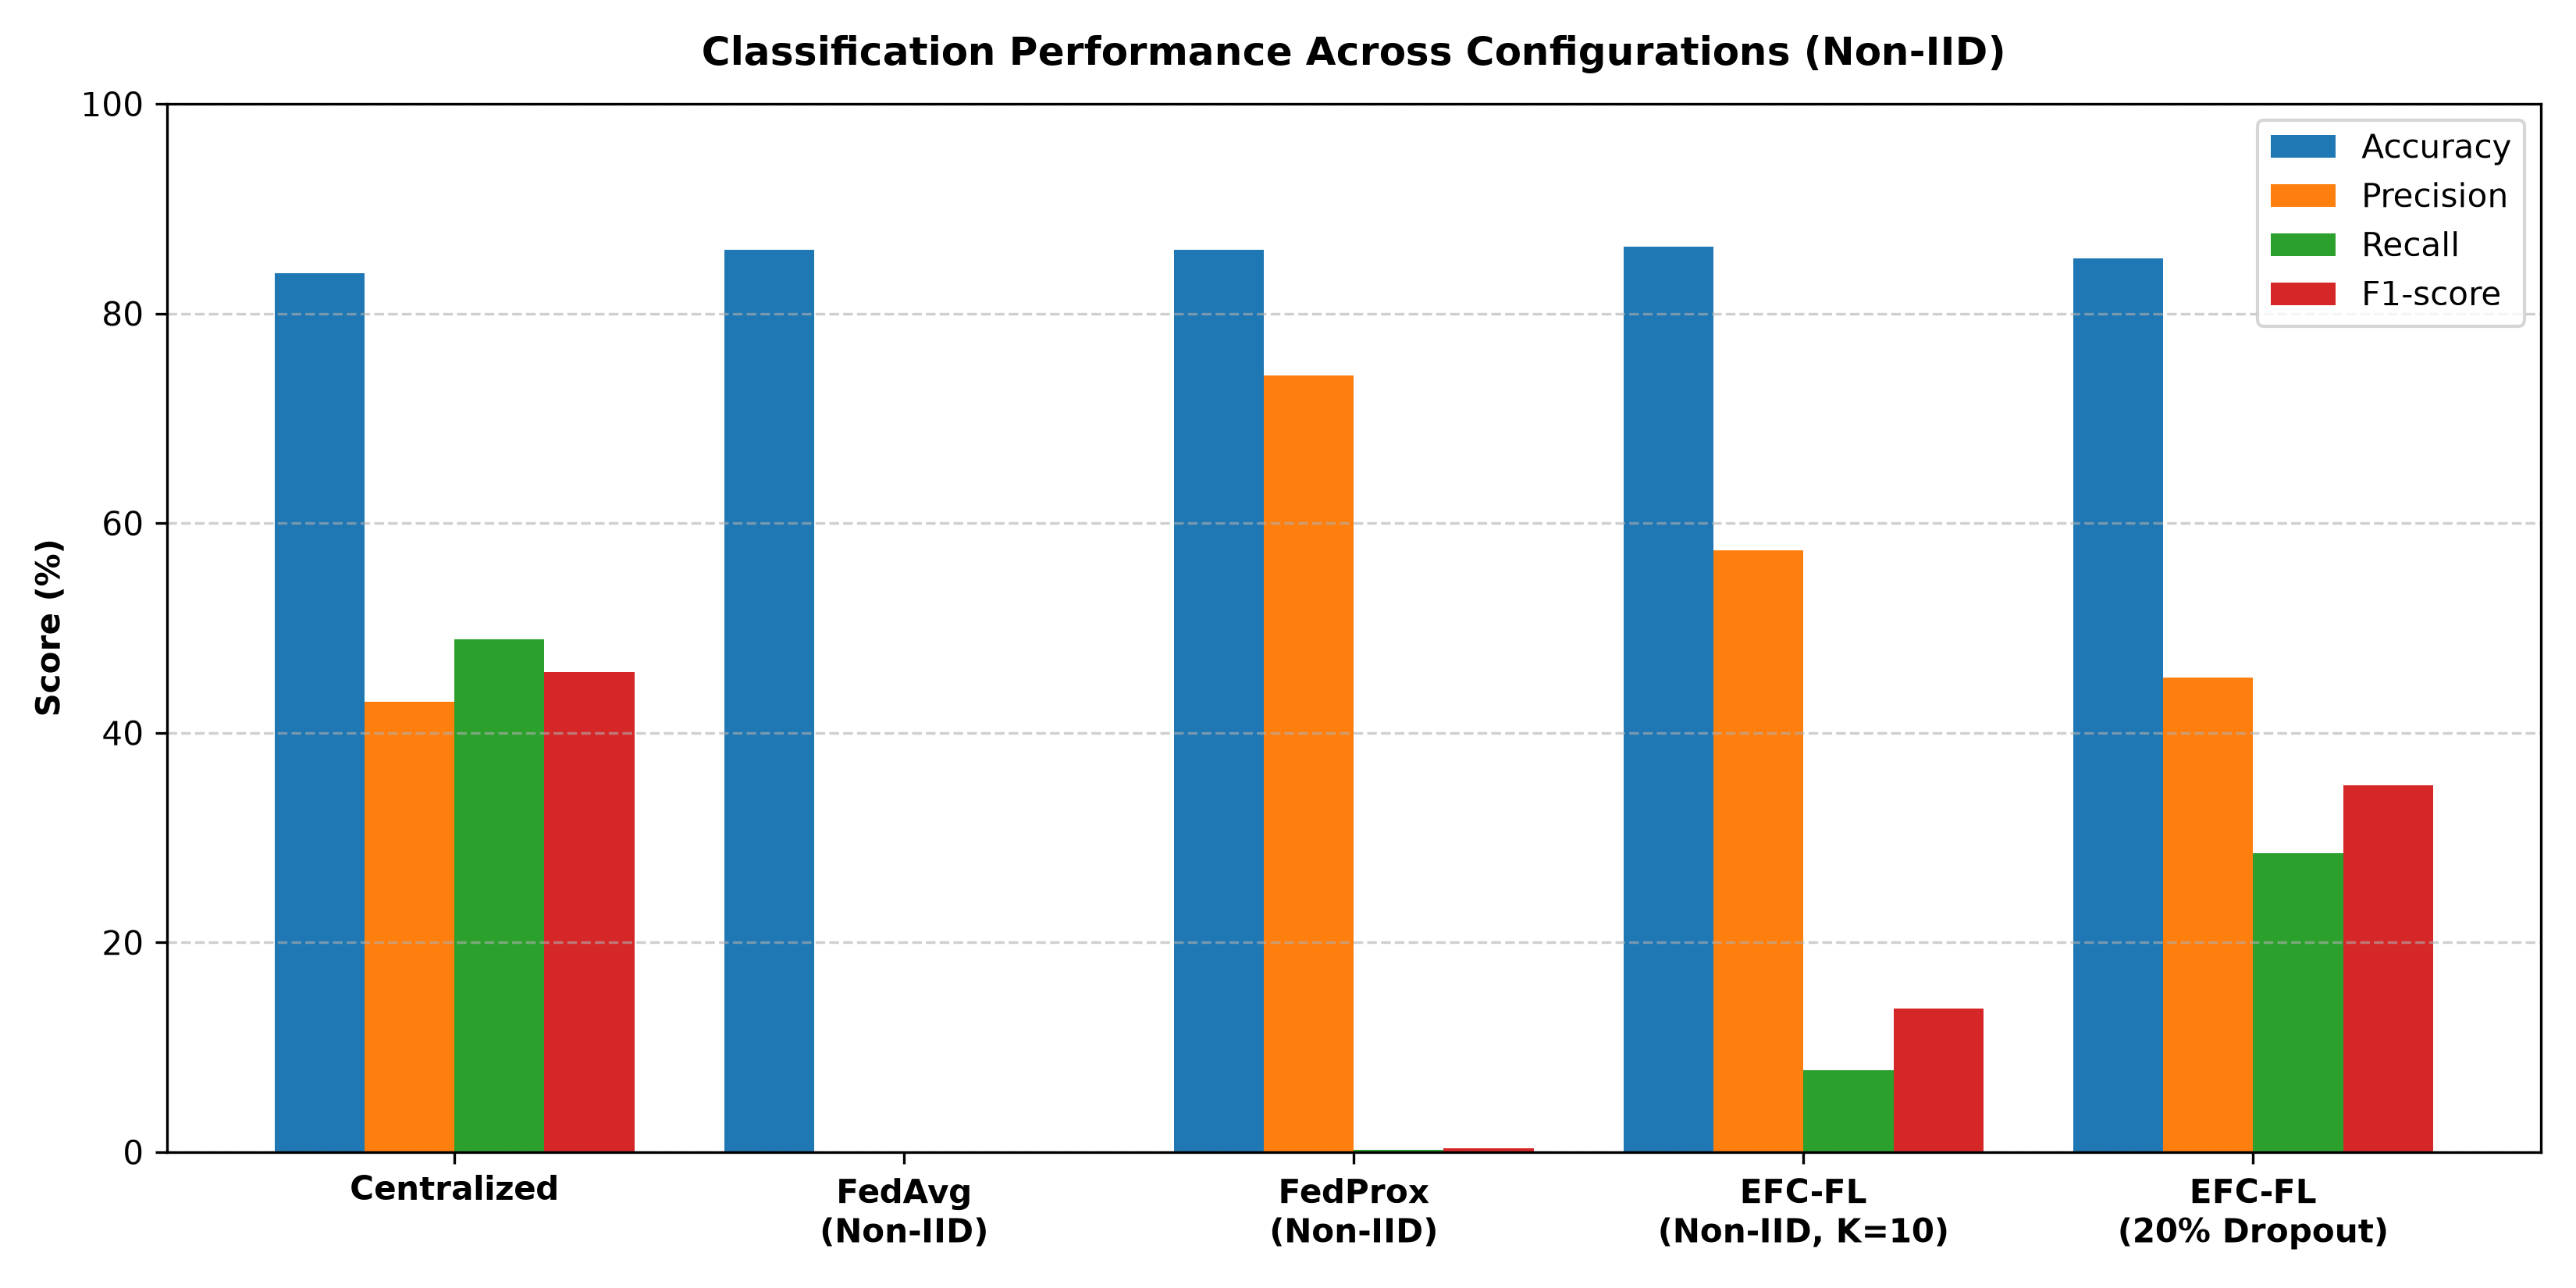 Classification Performance Across Configurations (Non-IID)
100
80
60
40
20
0
Score (%)
Accuracy
Precision
Recall
F1-score
Centralized
FedAvg
(Non-IID)
FedProx
(Non-IID)
EFC-FL
(Non-IID, K=10)
EFC-FL
(20% Dropout)